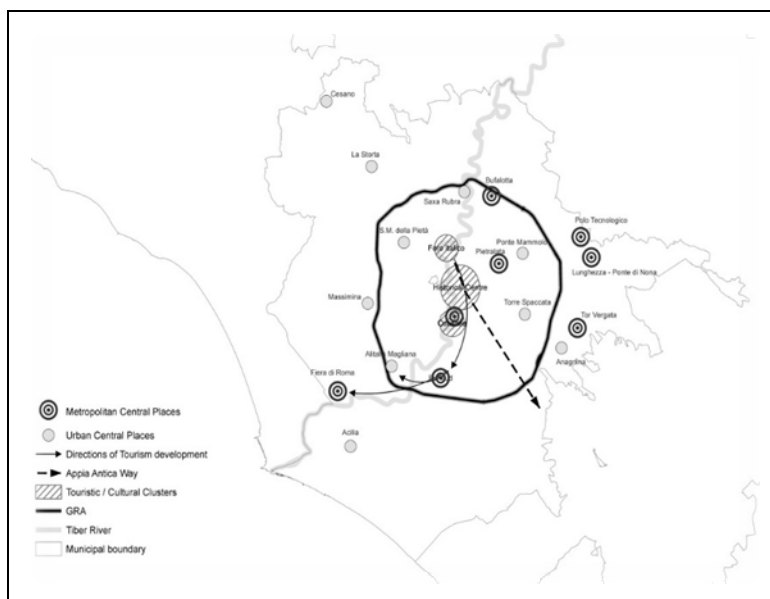 Cesano
La Storta
Bufalotta
Saxa Rubra
Polo Tecnologico
S.M. della Pietà
Foro Italico
Ponte Mammolo
Pietralata
Lunghezza - Ponte di Nona
Historical Centre
Massimina
Torre Spaccata
Tor Vergata
Anagnina
Alitalia Magliana
Fiera di Roma
Acilia
Metropolitan Central Places
Urban Central Places
Directions of Tourism development
Appia Antica Way
Touristic / Cultural Clusters
GRA
Tiber River
Municipal boundary